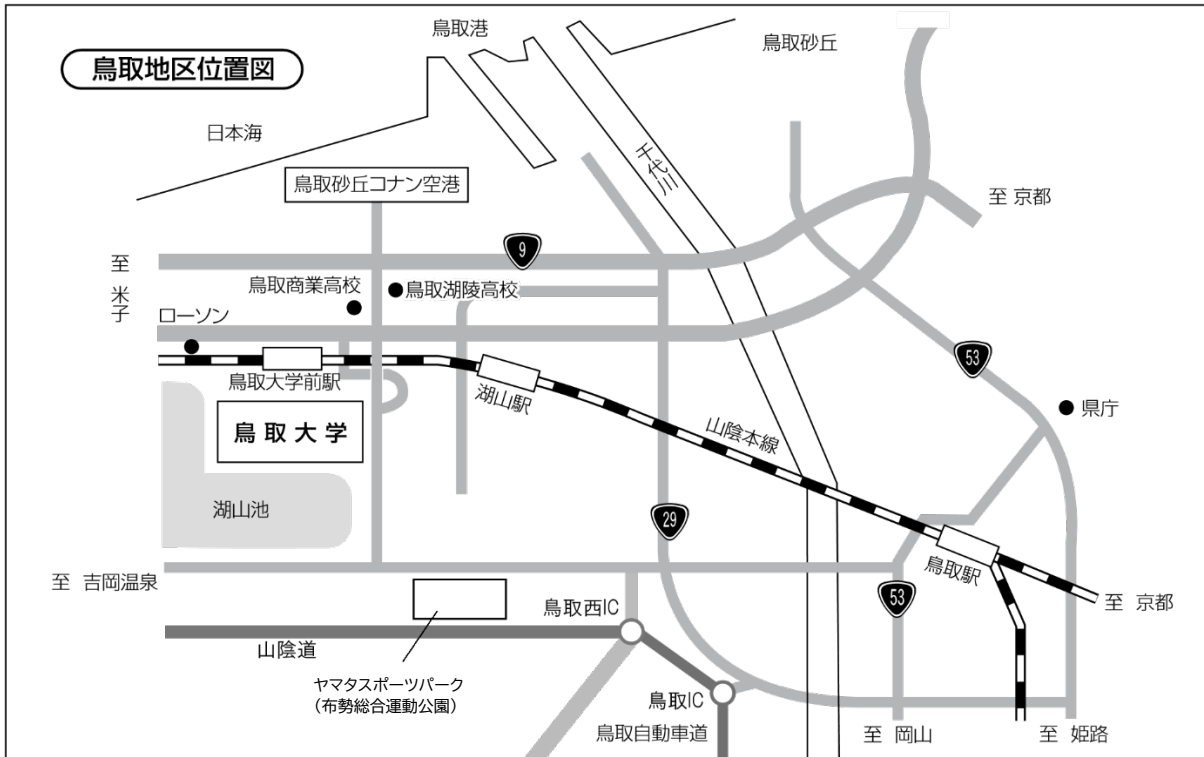 鳥取港
鳥取砂丘
鳥取地区位置図
日本海
千代川
鳥取砂丘コナン空港
至 京都
9
至 米子
鳥取商業高校
鳥取湖陵高校
ローソン
53
鳥取大学前駅
湖山駅
県庁
鳥取大学
山陰本線
湖山池
29
鳥取駅
至 吉岡温泉
53
至 京都
鳥取西IC
山陰道
ヤマタスポーツパーク
（布勢総合運動公園）
鳥取IC
鳥取自動車道
至 岡山
至 姫路